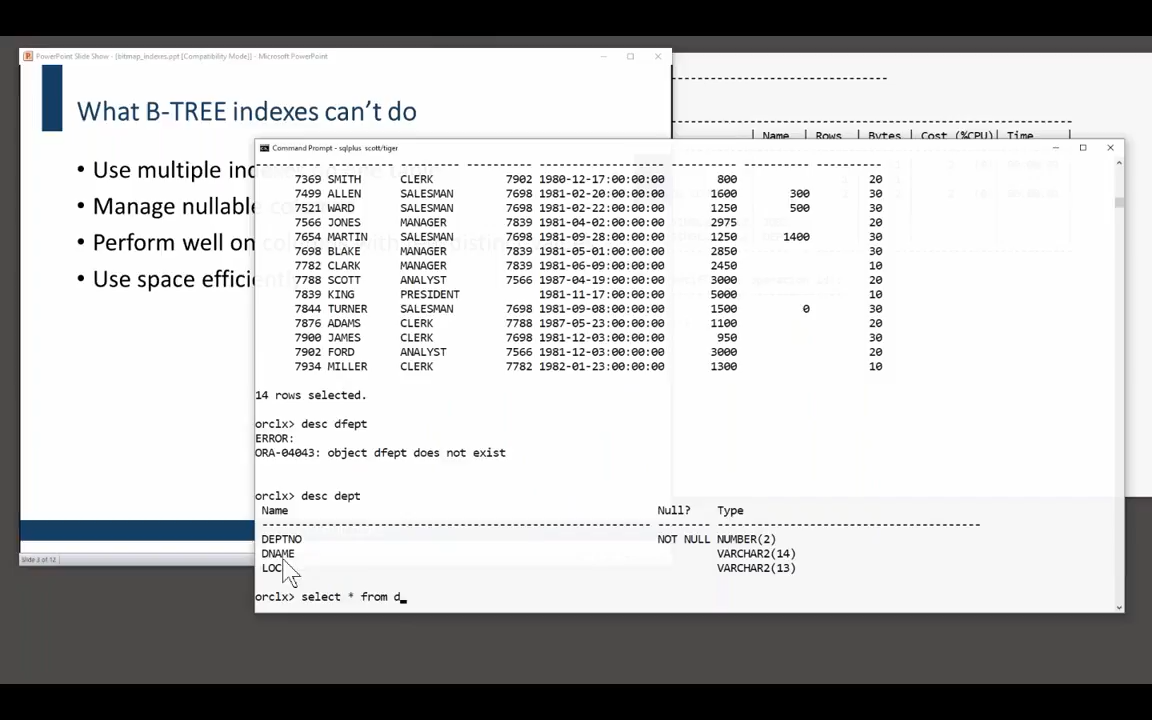 PowerPoint Slide Show - [bitmap_indexes.ppt [Compatibility Mode]] - Microsoft PowerPoint
What B-TREE indexes can't do
• Use multiple
• Manage nullable
• Perform well on
• Use space
Slide 3 of 12
| Name | Rows | Bytes | Cost (%CPU)| Time |
Command Prompt - sqlplus scott/tiger
7369 SMITH CLERK 7902 1980-12-17:00:00:00 800 20
7499 ALLEN SALESMAN 7698 1981-02-20:00:00:00 1600 300 30
7521 WARD SALESMAN 7698 1981-02-22:00:00:00 1250 500 30
7566 JONES MANAGER 7839 1981-04-02:00:00:00 2975 20
7654 MARTIN SALESMAN 7698 1981-09-28:00:00:00 1250 1400 30
7698 BLAKE MANAGER 7839 1981-05-01:00:00:00 2850 30
7782 CLARK MANAGER 7839 1981-06-09:00:00:00 2450 10
7788 SCOTT ANALYST 7566 1987-04-19:00:00:00 3000 20
7839 KING PRESIDENT 1981-11-17:00:00:00 5000 10
7844 TURNER SALESMAN 7698 1981-09-08:00:00:00 1500 0 30
7876 ADAMS CLERK 7788 1987-05-23:00:00:00 1100 20
7900 JAMES CLERK 7698 1981-12-03:00:00:00 950 30
7902 FORD ANALYST 7566 1981-12-03:00:00:00 3000 20
7934 MILLER CLERK 7782 1982-01-23:00:00:00 1300 10
14 rows selected.
orclx> desc dfept
ERROR:
ORA-04043: object dfept does not exist
orclx> desc dept
Name Null? Type
DEPTNO NOT NULL NUMBER(2)
DNAME VARCHAR2(14)
LOC VARCHAR2(13)
orclx> select * from d_